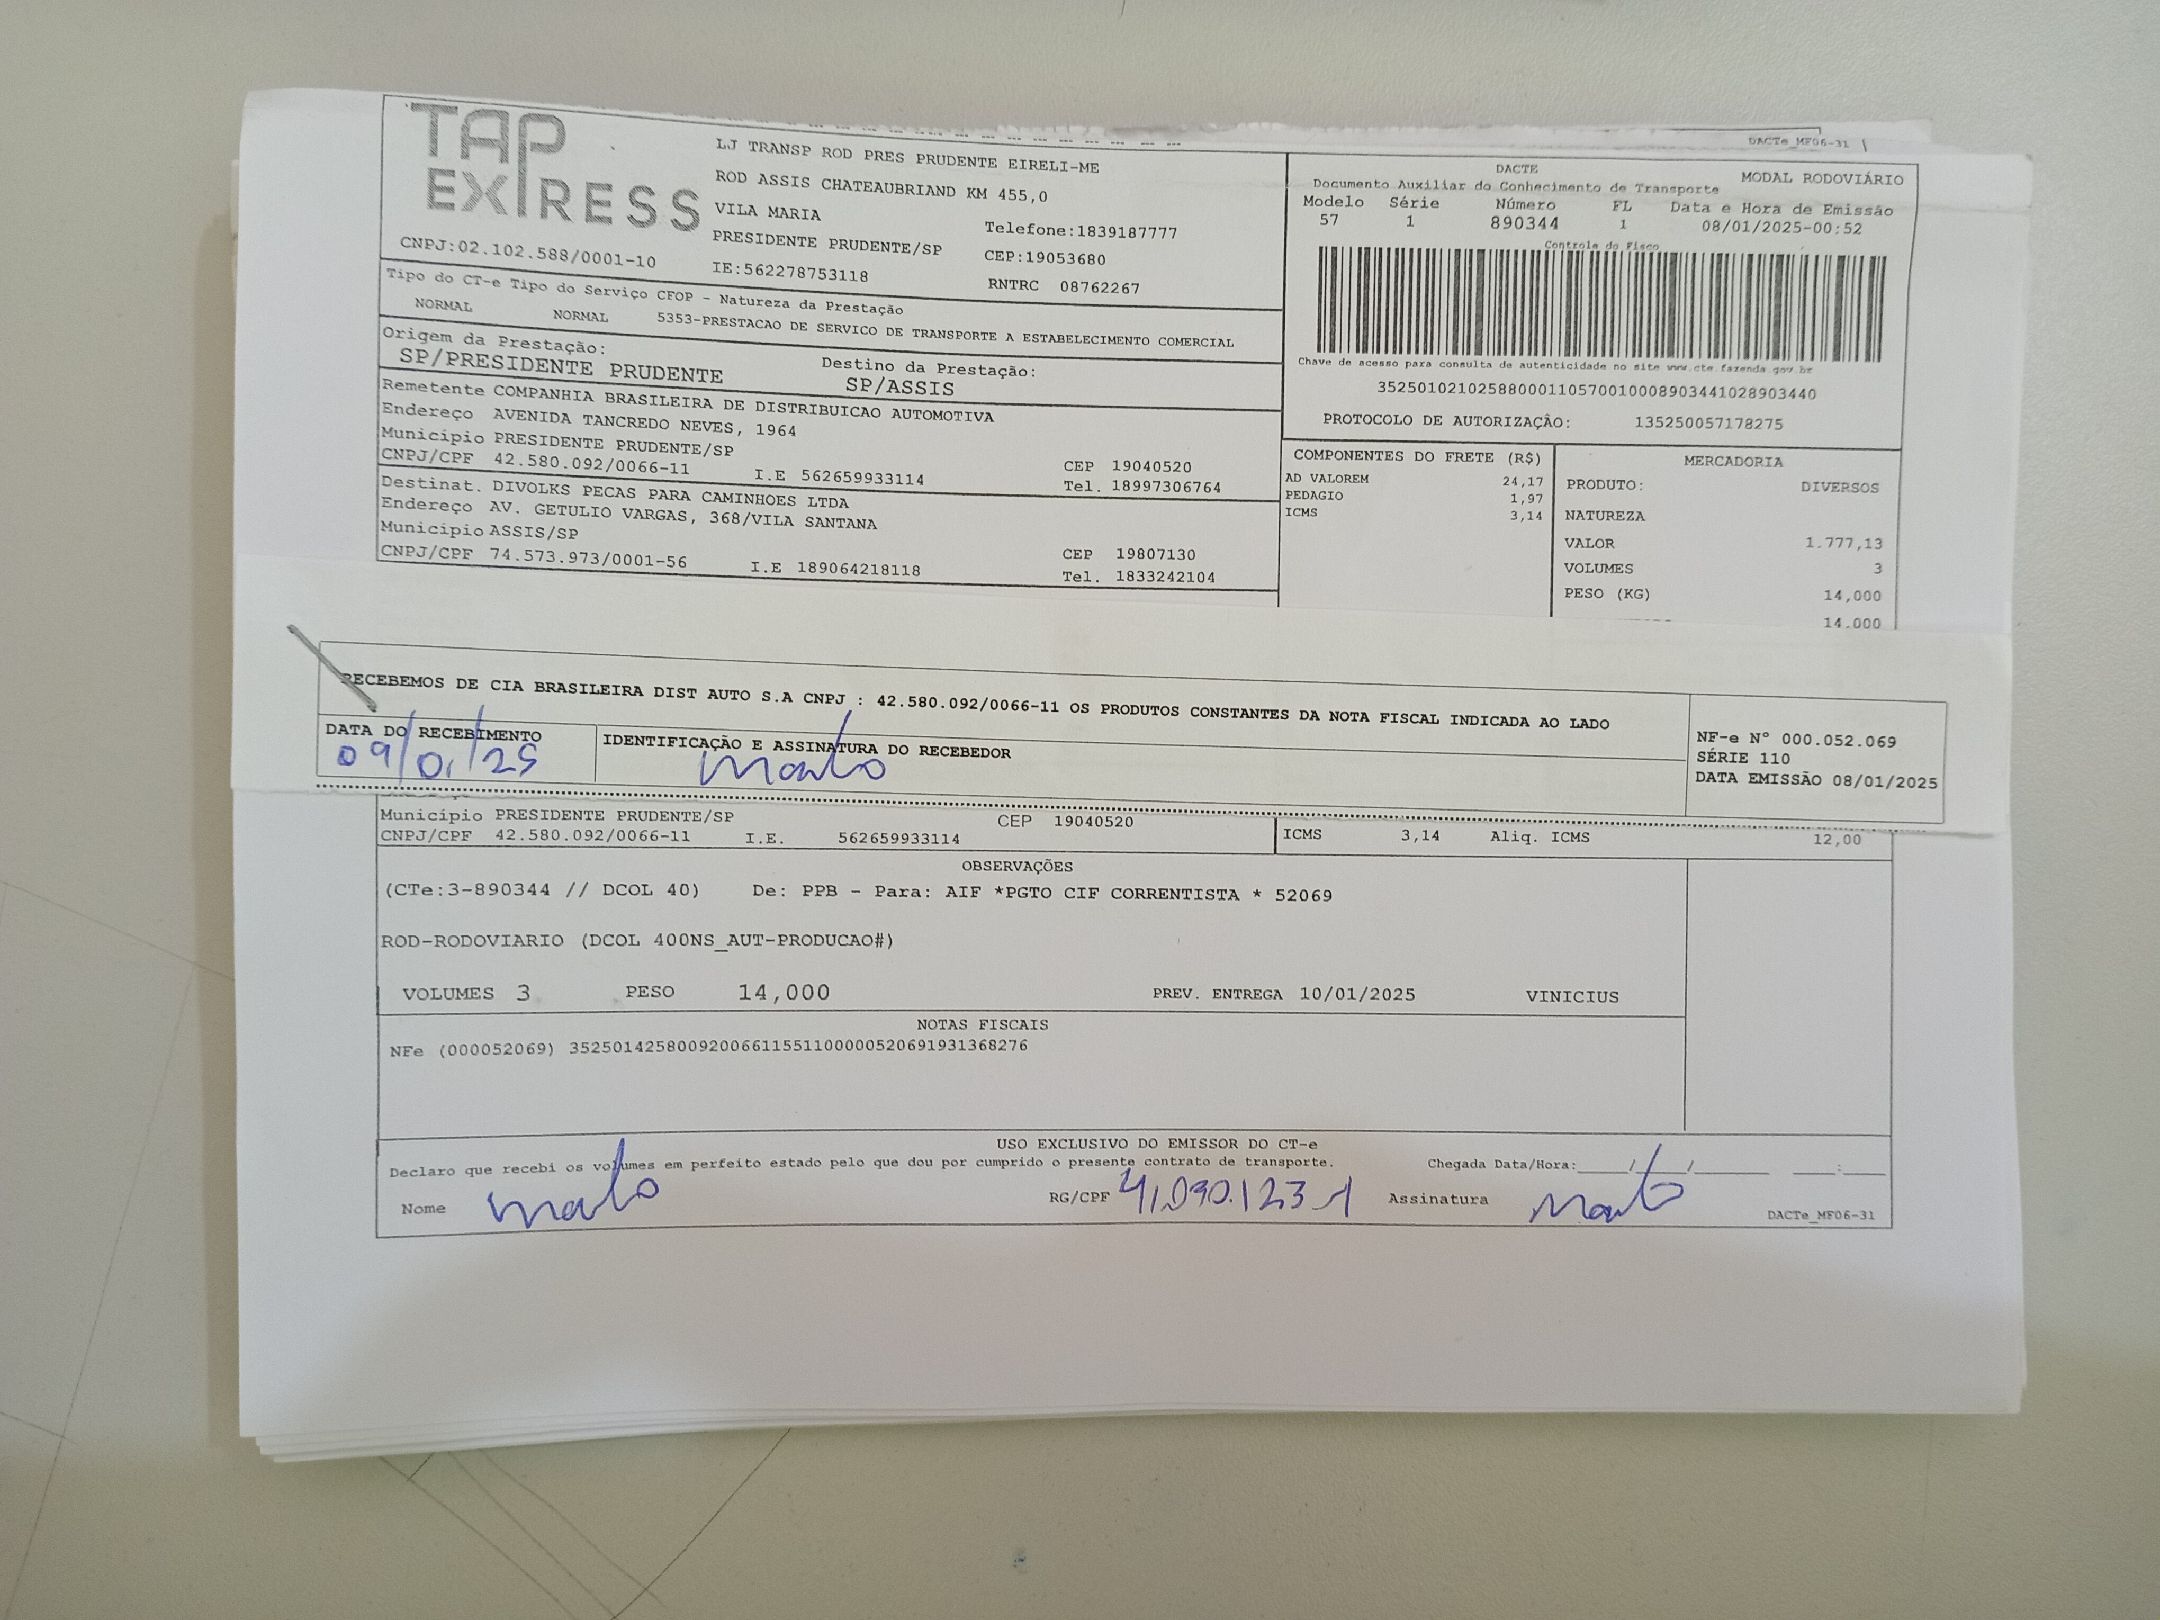 TAP
EXPRESS
CNPJ:02.102.588/0001-10
LJ TRANSP ROD PRES PRUDENTE EIRELI-ME
ROD ASSIS CHATEAUBRIAND KM 455,0
VILA MARIA
Telefone:1839187777
PRESIDENTE PRUDENTE/SP
CEP:19053680
IE:562278753118
RNTRC 08762267
DACTe_MF06-31
DACTE
MODAL RODOVIÁRIO
Documento Auxiliar do Conhecimento de Transporte
Modelo Série Número FL Data e Hora de Emissão
57 1 890344 1 08/01/2025-00:52
Controle do Fisco
Chave de acesso para consulta de autenticidade no site www.cte.fazenda.gov.br
35250102102588000110570010008903441028903440
PROTOCOLO DE AUTORIZAÇÃO: 135250057178275
Tipo do CT-e Tipo do Serviço CFOP - Natureza da Prestação
NORMAL NORMAL 5353-PRESTACAO DE SERVICO DE TRANSPORTE A ESTABELECIMENTO COMERCIAL
Origem da Prestação:
SP/PRESIDENTE PRUDENTE
Destino da Prestação:
SP/ASSIS
Remetente COMPANHIA BRASILEIRA DE DISTRIBUICAO AUTOMOTIVA
Endereço AVENIDA TANCREDO NEVES, 1964
Município PRESIDENTE PRUDENTE/SP
CEP 19040520
CNPJ/CPF 42.580.092/0066-11 I.E 562659933114 Tel. 18997306764
Destinat. DIVOLKS PECAS PARA CAMINHOES LTDA
Endereço AV. GETULIO VARGAS, 368/VILA SANTANA
Município ASSIS/SP
CEP 19807130
CNPJ/CPF 74.573.973/0001-56 I.E 189064218118 Tel. 1833242104
COMPONENTES DO FRETE (R$)
AD VALOREM 24,17
PEDAGIO 1,97
ICMS 3,14
MERCADORIA
PRODUTO: DIVERSOS
NATUREZA
VALOR 1.777,13
VOLUMES 3
PESO (KG) 14,000
14.000
RECEBEMOS DE CIA BRASILEIRA DIST AUTO S.A CNPJ : 42.580.092/0066-11 OS PRODUTOS CONSTANTES DA NOTA FISCAL INDICADA AO LADO
DATA DO RECEBIMENTO
09/01/25
IDENTIFICAÇÃO E ASSINATURA DO RECEBEDOR
NF-e Nº 000.052.069
SÉRIE 110
DATA EMISSÃO 08/01/2025
Município PRESIDENTE PRUDENTE/SP CEP 19040520
CNPJ/CPF 42.580.092/0066-11 I.E. 562659933114
ICMS 3,14 Aliq. ICMS 12,00
OBSERVAÇÕES
(CTe:3-890344 // DCOL 40) De: PPB - Para: AIF *PGTO CIF CORRENTISTA * 52069
ROD-RODOVIARIO (DCOL 400NS_AUT-PRODUCAO#)
VOLUMES 3 PESO 14,000 PREV. ENTREGA 10/01/2025 VINICIUS
NOTAS FISCAIS
NFe (000052069) 35250142580092006611551100000520691931368276
USO EXCLUSIVO DO EMISSOR DO CT-e
Declaro que recebi os volumes em perfeito estado pelo que dou por cumprido o presente contrato de transporte. Chegada Data/Hora:____/____/______ ___:___
Nome RG/CPF 41.090.123-1 Assinatura
DACTe_MF06-31